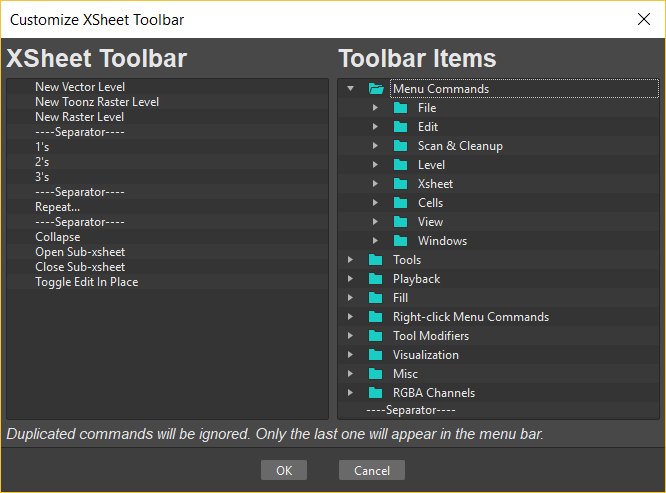 Customize XSheet Toolbar
XSheet Toolbar
New Vector Level
New Toonz Raster Level
New Raster Level
----Separator----
1's
2's
3's
----Separator----
Repeat...
----Separator----
Collapse
Open Sub-xsheet
Close Sub-xsheet
Toggle Edit In Place
Toolbar Items
Menu Commands
File
Edit
Scan & Cleanup
Level
Xsheet
Cells
View
Windows
Tools
Playback
Fill
Right-click Menu Commands
Tool Modifiers
Visualization
Misc
RGBA Channels
----Separator----
Duplicated commands will be ignored. Only the last one will appear in the menu bar.
OK
Cancel